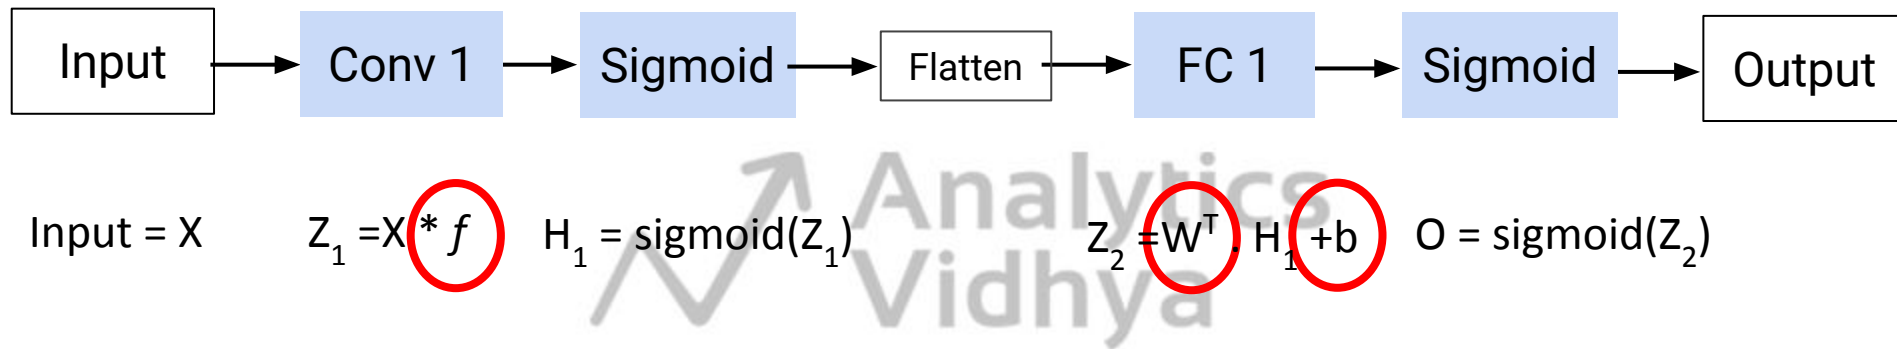 Input Conv 1 Sigmoid Flatten FC 1 Sigmoid Output
Analytics
Vidhya
Input = X Z₁ =X * f H₁ = sigmoid(Z₁) Z₂ =Wᵀ . H₁ +b O = sigmoid(Z₂)